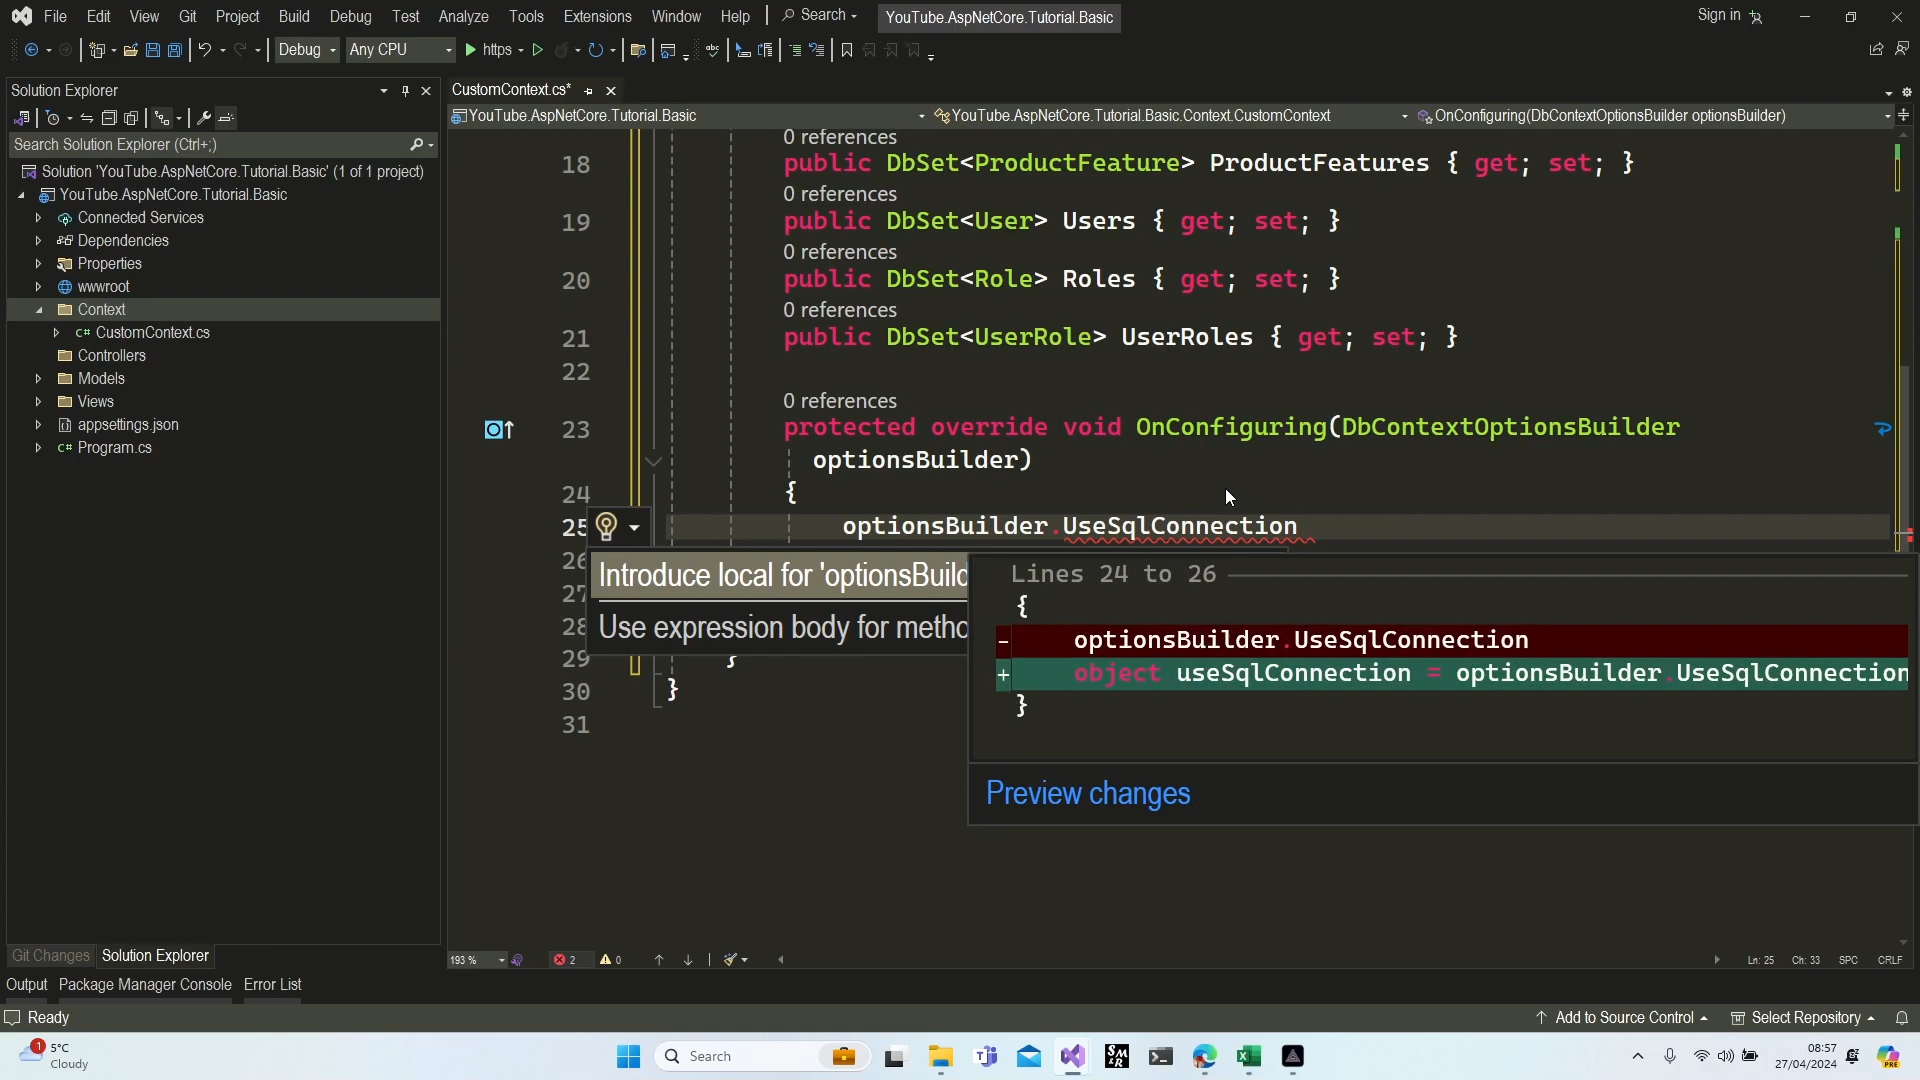 File Edit View Git Project Build Debug Test Analyze Tools Extensions Window Help Search YouTube.AspNetCore.Tutorial.Basic Sign in
Debug Any CPU https
Solution Explorer
CustomContext.cs*
YouTube.AspNetCore.Tutorial.Basic YouTube.AspNetCore.Tutorial.Basic.Context.CustomContext OnConfiguring(DbContextOptionsBuilder optionsBuilder)
Search Solution Explorer (Ctrl+;)
Solution 'YouTube.AspNetCore.Tutorial.Basic' (1 of 1 project)
YouTube.AspNetCore.Tutorial.Basic
Connected Services
Dependencies
Properties
wwwroot
Context
C# CustomContext.cs
Controllers
Models
Views
appsettings.json
C# Program.cs
0 references
18 public DbSet<ProductFeature> ProductFeatures { get; set; }
0 references
19 public DbSet<User> Users { get; set; }
0 references
20 public DbSet<Role> Roles { get; set; }
0 references
21 public DbSet<UserRole> UserRoles { get; set; }
22
0 references
23 protected override void OnConfiguring(DbContextOptionsBuilder
optionsBuilder)
24 {
25 optionsBuilder.UseSqlConnection
26
27
28
29 }
30 }
31
Introduce local for 'optionsBuild
Use expression body for metho
Lines 24 to 26
{
- optionsBuilder.UseSqlConnection
+ object useSqlConnection = optionsBuilder.UseSqlConnection
}
Preview changes
Git Changes Solution Explorer
193 % 2 0 Ln: 25 Ch: 33 SPC CRLF
Output Package Manager Console Error List
Ready Add to Source Control Select Repository
1 5°C
Cloudy
Search
08:57
27/04/2024
PRE